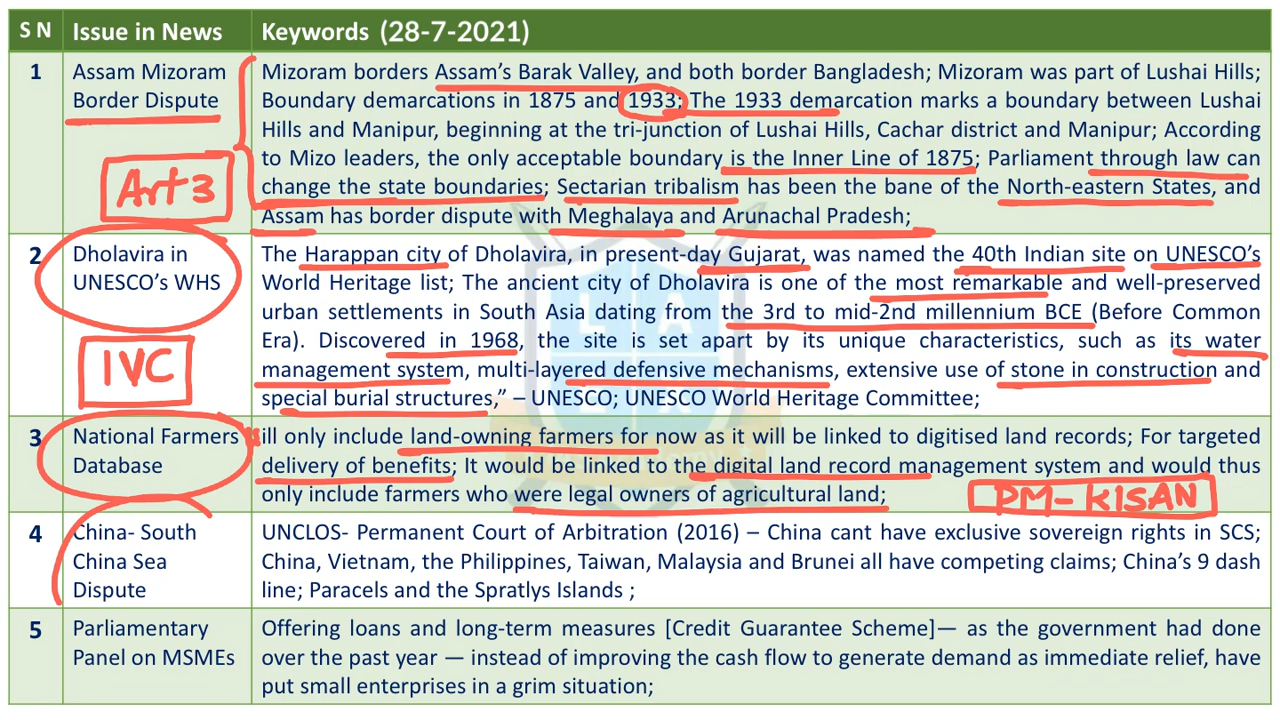 S N Issue in News Keywords (28-7-2021)
1 Assam Mizoram Border Dispute
Art 3
Mizoram borders Assam's Barak Valley, and both border Bangladesh; Mizoram was part of Lushai Hills;
Boundary demarcations in 1875 and 1933; The 1933 demarcation marks a boundary between Lushai
Hills and Manipur, beginning at the tri-junction of Lushai Hills, Cachar district and Manipur; According
to Mizo leaders, the only acceptable boundary is the Inner Line of 1875; Parliament through law can
change the state boundaries; Sectarian tribalism has been the bane of the North-eastern States, and
Assam has border dispute with Meghalaya and Arunachal Pradesh;
2 Dholavira in
UNESCO's WHS
IVC
The Harappan city of Dholavira, in present-day Gujarat, was named the 40th Indian site on UNESCO's
World Heritage list; The ancient city of Dholavira is one of the most remarkable and well-preserved
urban settlements in South Asia dating from the 3rd to mid-2nd millennium BCE (Before Common
Era). Discovered in 1968, the site is set apart by its unique characteristics, such as its water
management system, multi-layered defensive mechanisms, extensive use of stone in construction and
special burial structures," – UNESCO; UNESCO World Heritage Committee;
3 National Farmers
Database
ill only include land-owning farmers for now as it will be linked to digitised land records; For targeted
delivery of benefits; It would be linked to the digital land record management system and would thus
only include farmers who were legal owners of agricultural land;
PM-KISAN
4 China- South
China Sea
Dispute
UNCLOS- Permanent Court of Arbitration (2016) – China cant have exclusive sovereign rights in SCS;
China, Vietnam, the Philippines, Taiwan, Malaysia and Brunei all have competing claims; China's 9 dash
line; Paracels and the Spratlys Islands ;
5 Parliamentary
Panel on MSMEs
Offering loans and long-term measures [Credit Guarantee Scheme]— as the government had done
over the past year — instead of improving the cash flow to generate demand as immediate relief, have
put small enterprises in a grim situation;